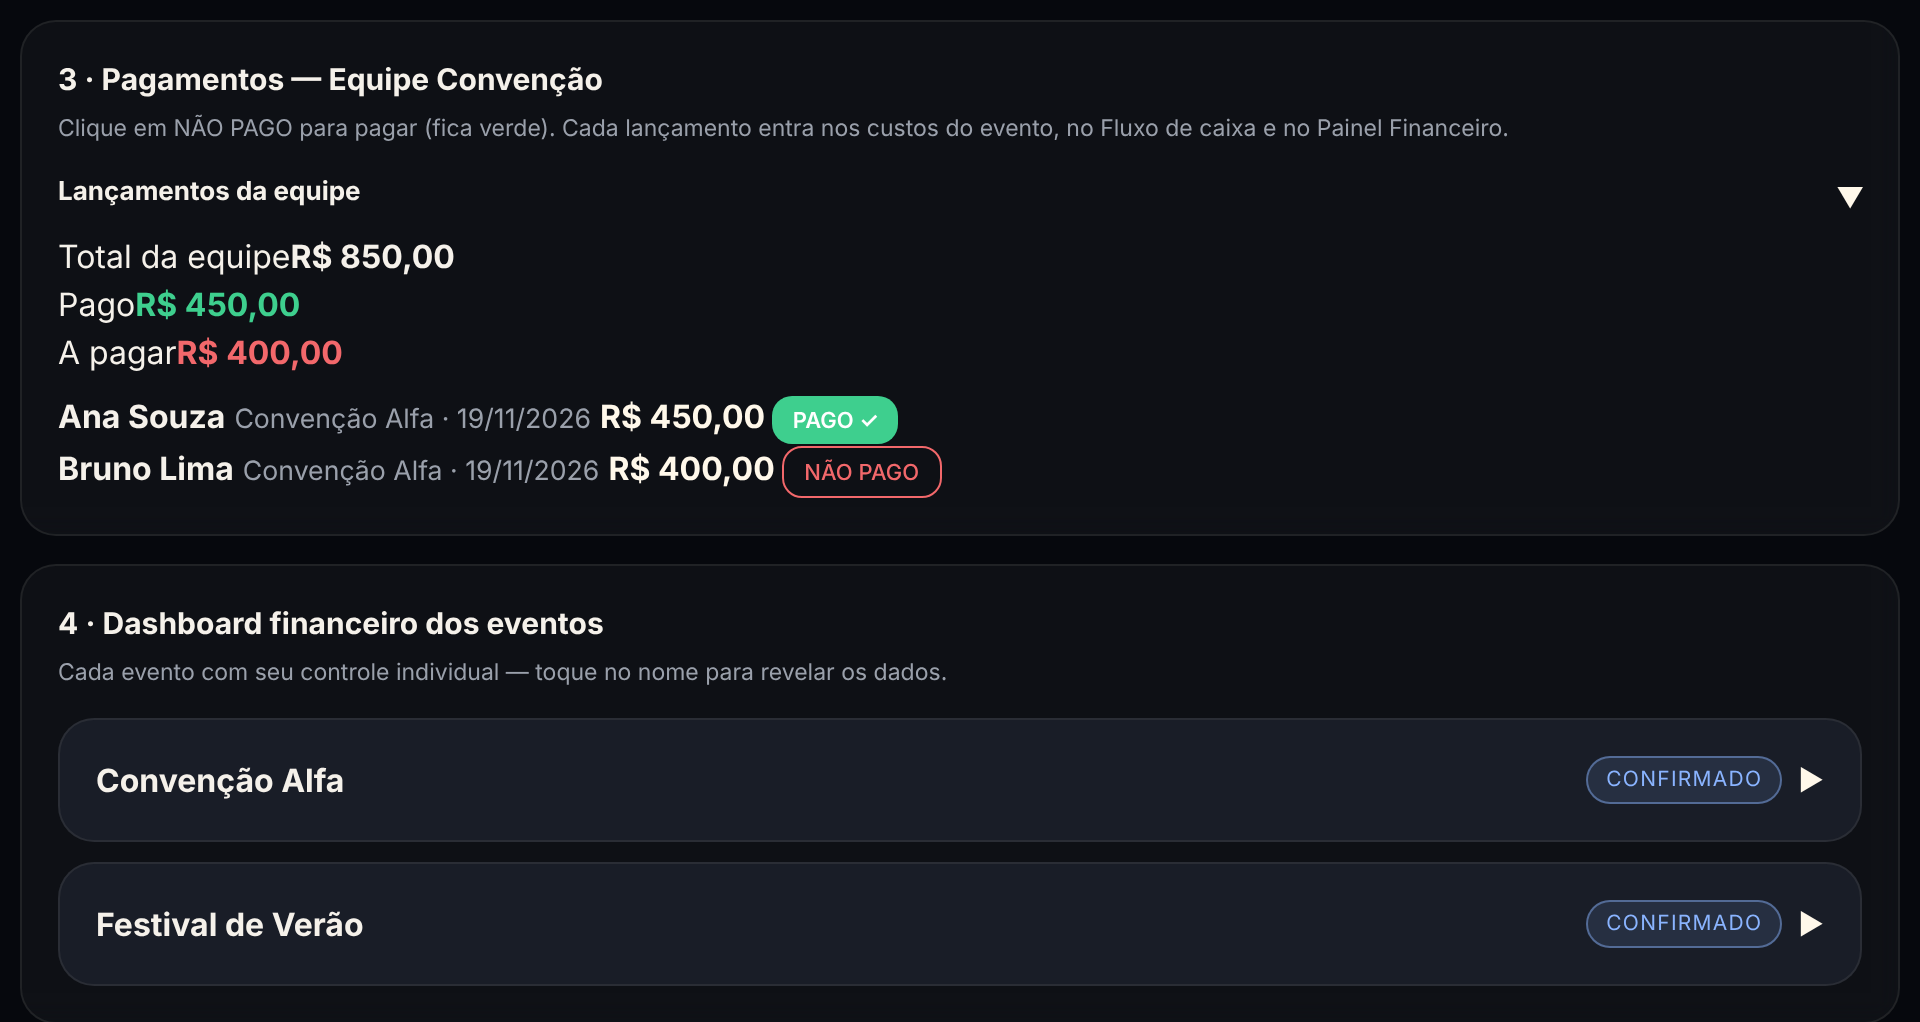 3 · Pagamentos — Equipe Convenção
Clique em NÃO PAGO para pagar (fica verde). Cada lançamento entra nos custos do evento, no Fluxo de caixa e no Painel Financeiro.
Lançamentos da equipe
Total da equipeR$ 850,00
PagoR$ 450,00
A pagarR$ 400,00
Ana Souza Convenção Alfa · 19/11/2026 R$ 450,00 PAGO ✓
Bruno Lima Convenção Alfa · 19/11/2026 R$ 400,00 NÃO PAGO
4 · Dashboard financeiro dos eventos
Cada evento com seu controle individual — toque no nome para revelar os dados.
Convenção Alfa CONFIRMADO
Festival de Verão CONFIRMADO